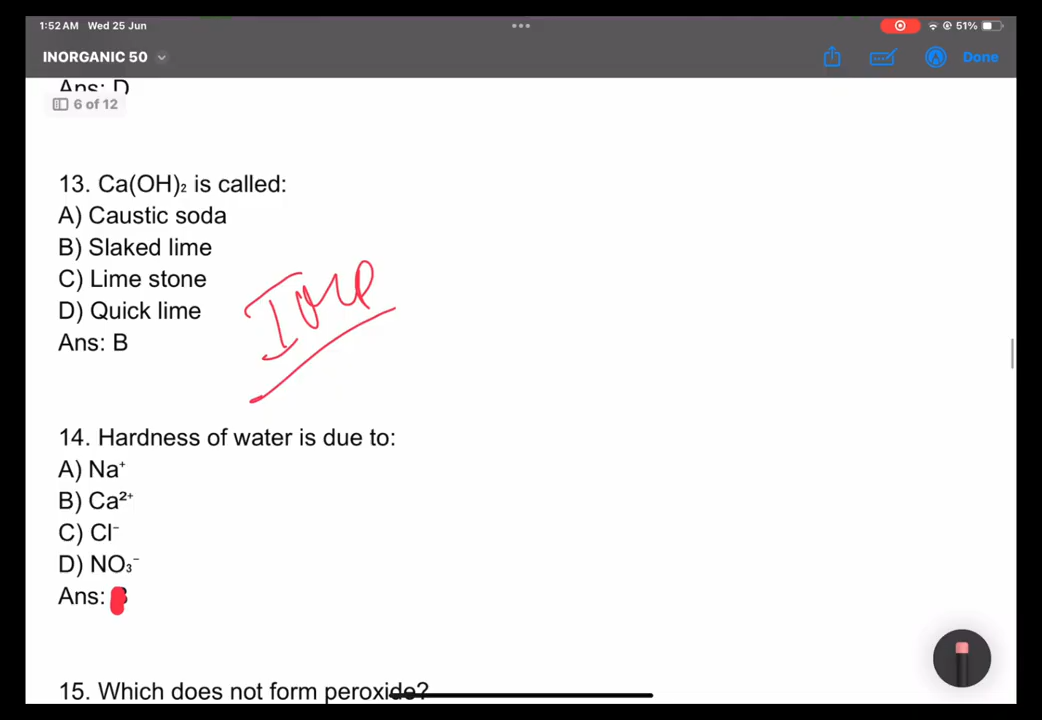 1:52 AM Wed 25 Jun
51%
INORGANIC 50
Done
Ans: D
6 of 12
13. Ca(OH)₂ is called:
A) Caustic soda
B) Slaked lime
C) Lime stone
D) Quick lime
Imp
Ans: B
14. Hardness of water is due to:
A) Na⁺
B) Ca²⁺
C) Cl⁻
D) NO₃⁻
Ans: B
15. Which does not form peroxide?